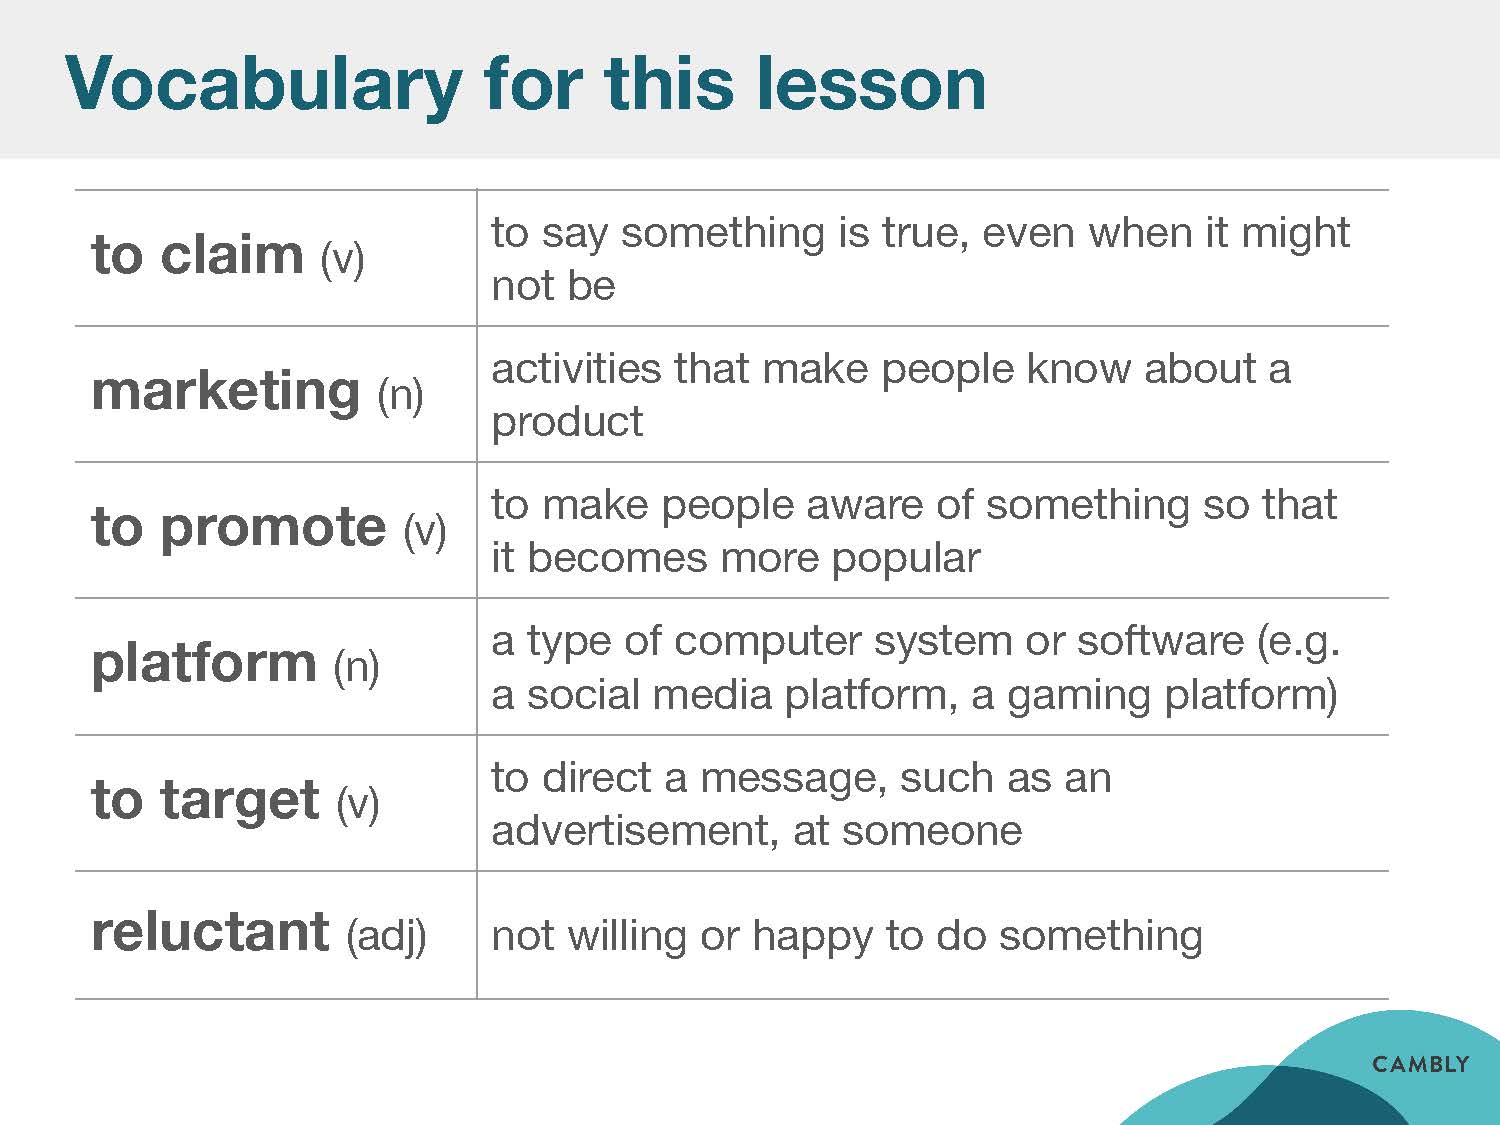 Vocabulary for this lesson
to claim (v)
to say something is true, even when it might
not be
marketing (n)
activities that make people know about a
product
to promote (v)
to make people aware of something so that
it becomes more popular
platform (n)
a type of computer system or software (e.g.
a social media platform, a gaming platform)
to target (v)
to direct a message, such as an
advertisement, at someone
reluctant (adj)
not willing or happy to do something
CAMBLY